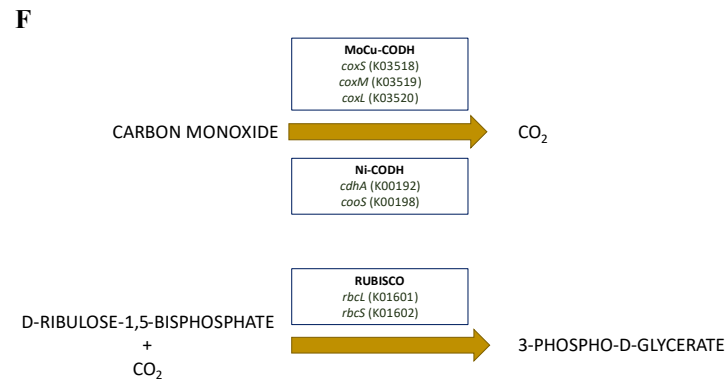 F
MoCu-CODH
coxS (K03518)
coxM (K03519)
coxL (K03520)
CARBON MONOXIDE
CO₂
Ni-CODH
cdhA (K00192)
cooS (K00198)
RUBISCO
rbcL (K01601)
rbcS (K01602)
D-RIBULOSE-1,5-BISPHOSPHATE
+
CO₂
3-PHOSPHO-D-GLYCERATE